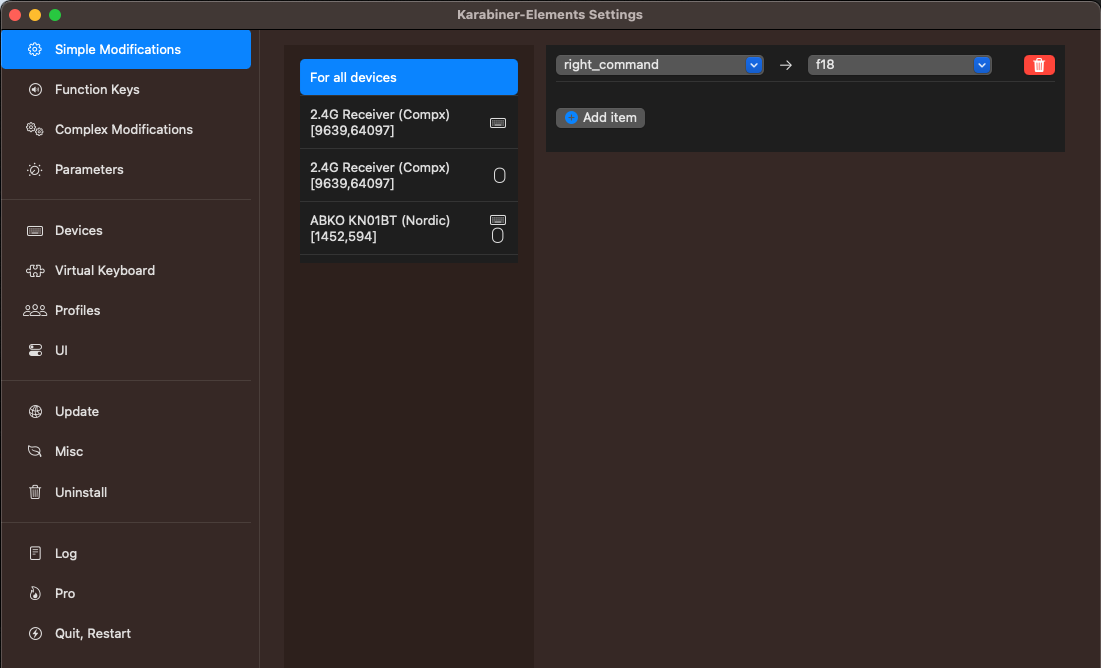 Karabiner-Elements Settings
Simple Modifications
Function Keys
Complex Modifications
Parameters
Devices
Virtual Keyboard
Profiles
UI
Update
Misc
Uninstall
Log
Pro
Quit, Restart
For all devices
2.4G Receiver (Compx)
[9639,64097]
2.4G Receiver (Compx)
[9639,64097]
ABKO KN01BT (Nordic)
[1452,594]
right_command → f18
Add item